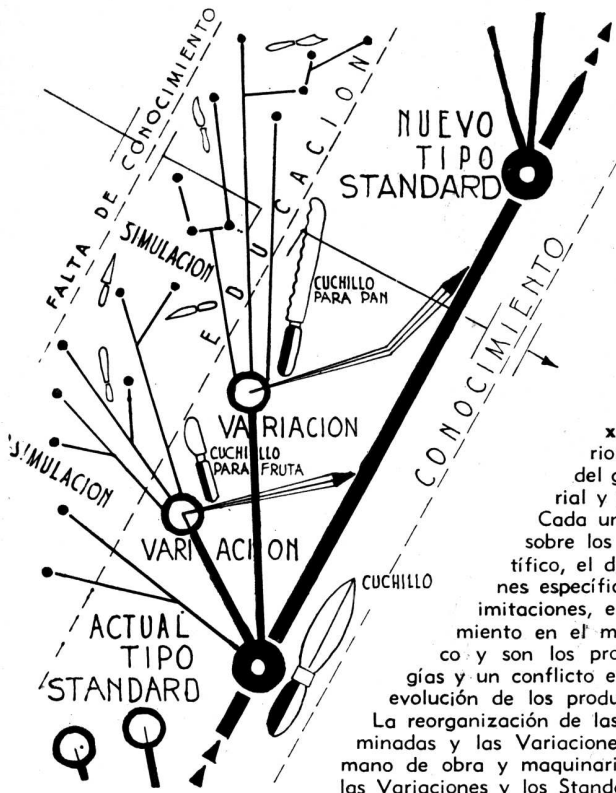 FALTA DE CONOCIMIENTO
EDUCACION
NUEVO
TIPO
STANDARD
SIMULACION
CUCHILLO
PARA PAN
CONOCIMIENTO
VARIACION
CUCHILLO
PARA FRUTA
SIMULACION
VARIACION
CUCHILLO
ACTUAL
TIPO
STANDARD
x
rio
del g
rial y
Cada un
sobre los
tífico, el d
nes específic
imitaciones, e
miento en el m
co y son los pro
gías y un conflicto e
evolución de los produ
La reorganización de las
minadas y las Variacione
mano de obra y maquinari
las Variaciones y los Stand